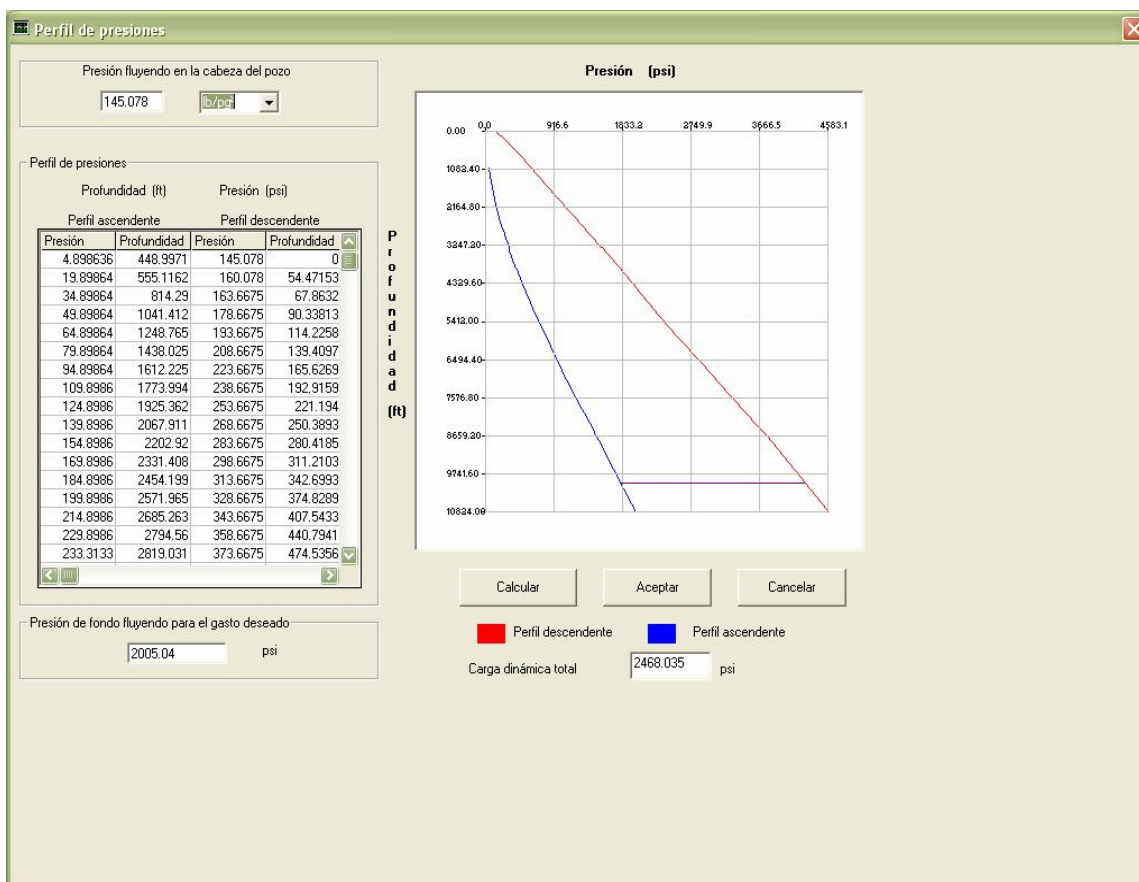 Perfil de presiones
Presión fluyendo en la cabeza del pozo
145.078 lb/pg
Perfil de presiones
Profundidad (ft) Presión (psi)
Perfil ascendente Perfil descendente
Presión Profundidad Presión Profundidad
4.898636 448.9971 145.078 0
19.89864 555.1162 160.078 54.47153
34.89864 814.29 163.6675 67.8632
49.89864 1041.412 178.6675 90.33813
64.89864 1248.765 193.6675 114.2258
79.89864 1438.025 208.6675 139.4097
94.89864 1612.225 223.6675 165.6269
109.8986 1773.994 238.6675 192.9159
124.8986 1925.362 253.6675 221.194
139.8986 2067.911 268.6675 250.3893
154.8986 2202.92 283.6675 280.4185
169.8986 2331.408 298.6675 311.2103
184.8986 2454.199 313.6675 342.6993
199.8986 2571.965 328.6675 374.8289
214.8986 2685.263 343.6675 407.5433
229.8986 2794.56 358.6675 440.7941
233.3133 2819.031 373.6675 474.5356
Presión de fondo fluyendo para el gasto deseado
2005.04 psi
Presión (psi)
0.0 916.6 1833.2 2749.9 3666.5 4583.1
0.00
1082.40
2164.80
3247.20
4329.60
5412.00
6494.40
7576.80
8659.20
9741.60
10824.00
Profundidad
(ft)
Calcular Aceptar Cancelar
Perfil descendente Perfil ascendente
Carga dinámica total 2468.035 psi